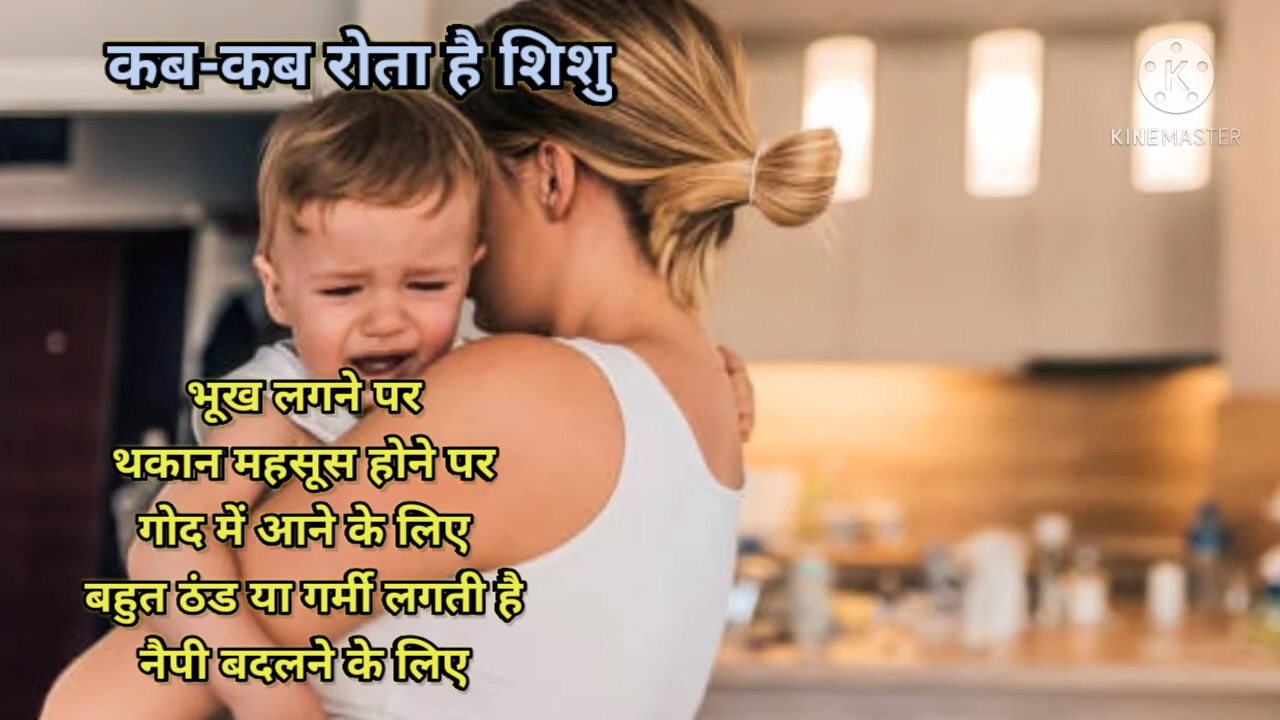 कब-कब रोता है शिशु
K
KINEMASTER
भूख लगने पर
थकान महसूस होने पर
गोद में आने के लिए
बहुत ठंड या गर्मी लगती है
नैपी बदलने के लिए